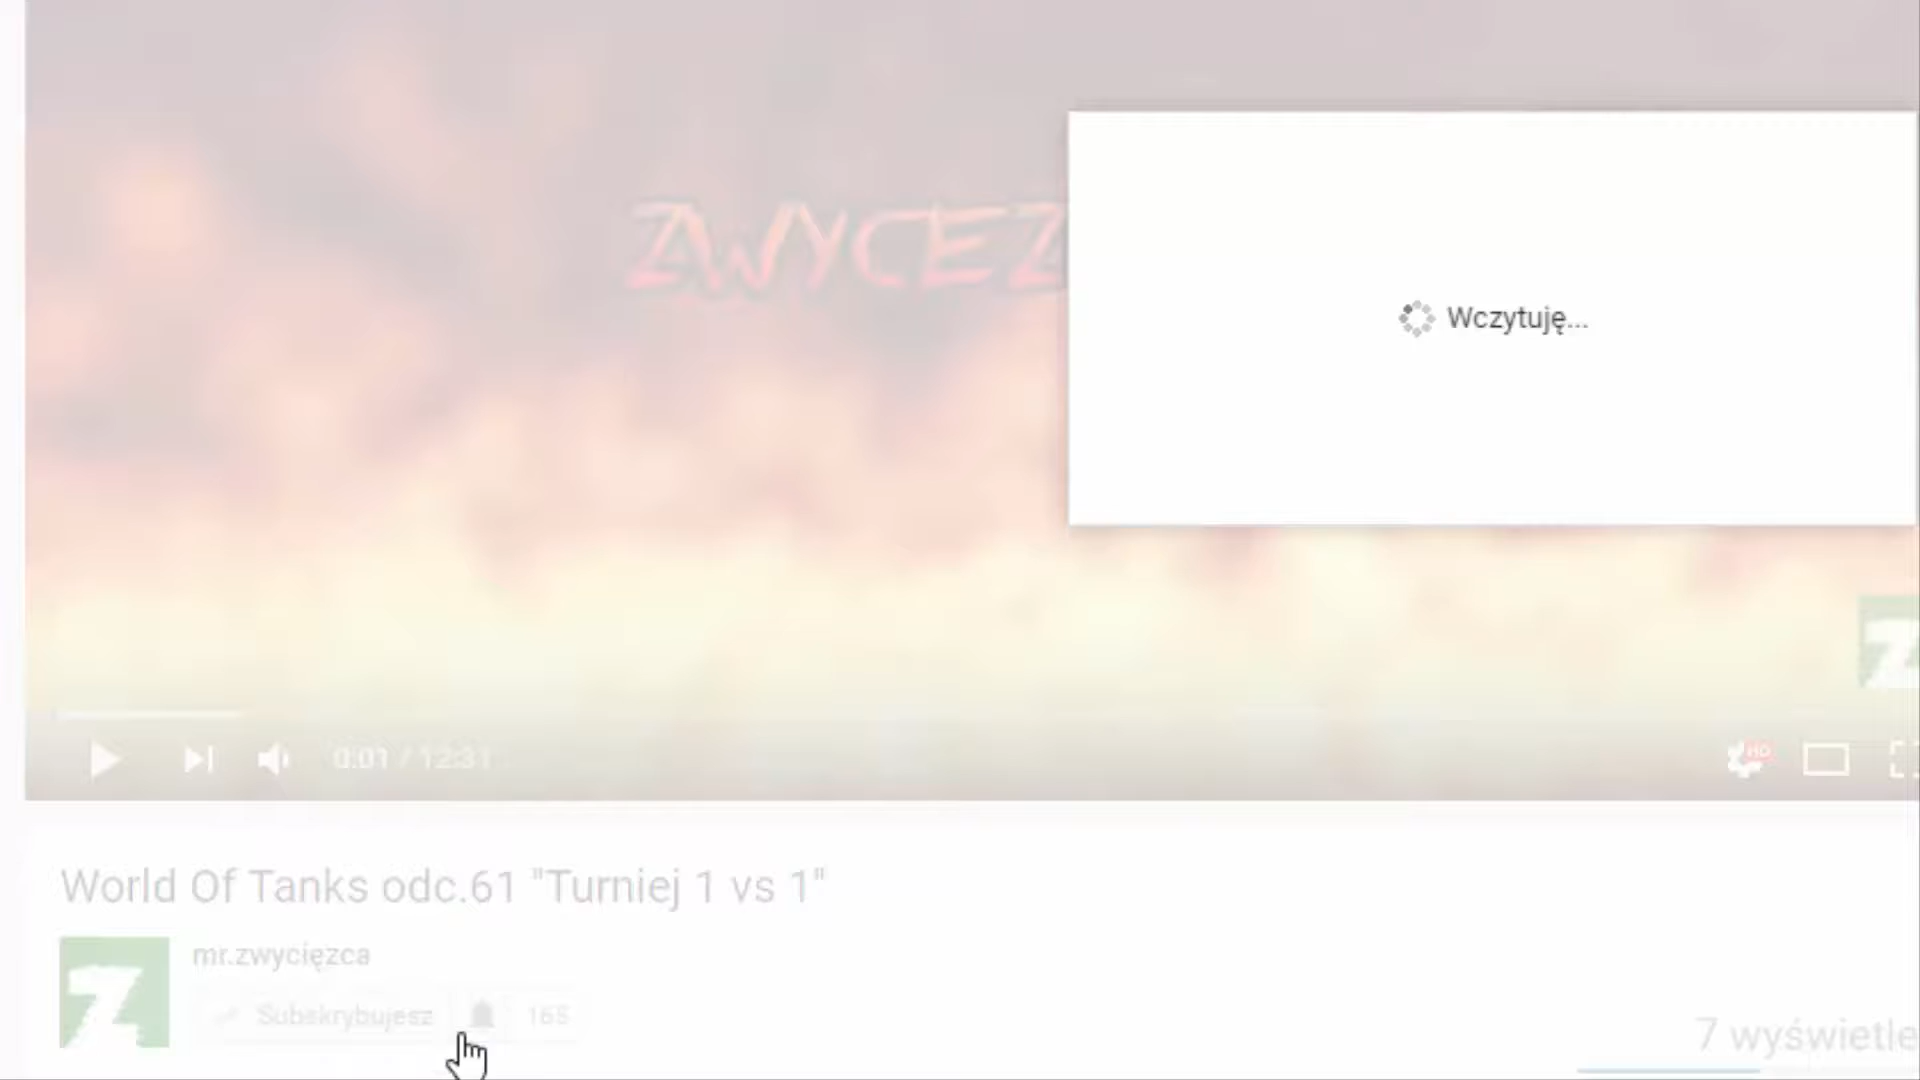 ZWYCEZ
Wczytuję...
Z
0:01 / 12:31
HD
World Of Tanks odc.61 "Turniej 1 vs 1"
Z
mr.zwycięzca
Subskrybujesz
165
7 wyświetle